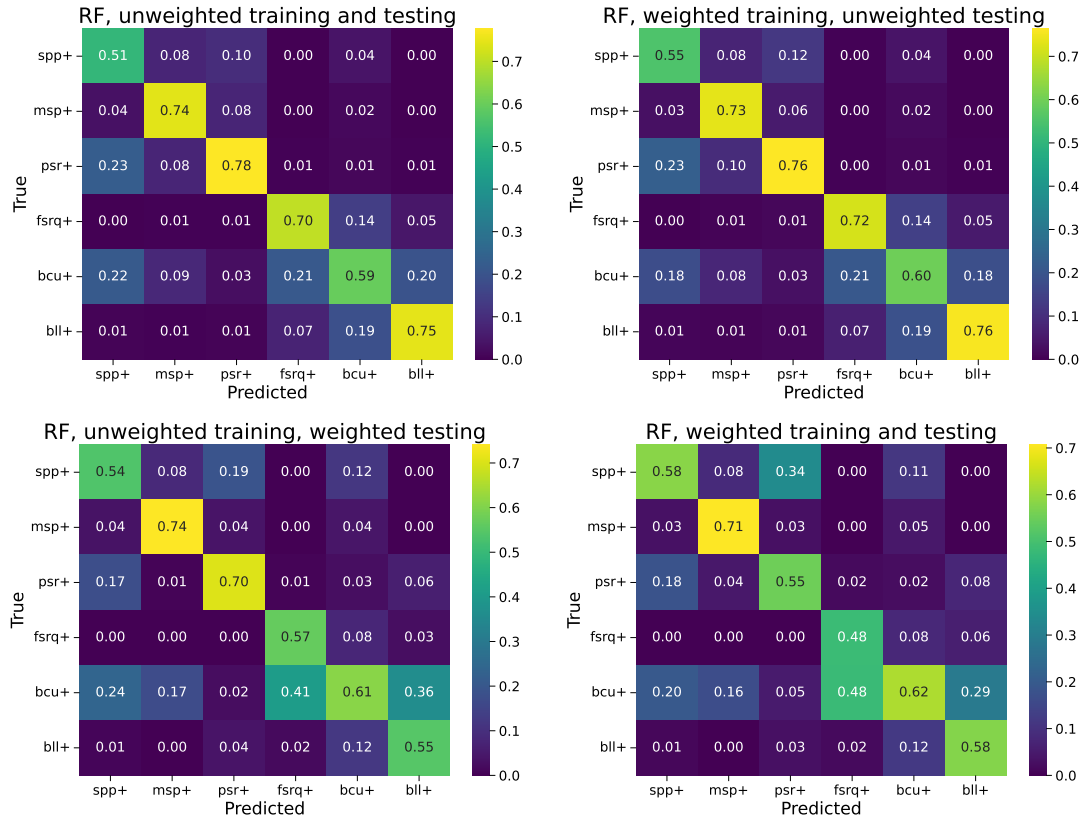 RF, unweighted training and testing
True
spp+ 0.51 0.08 0.10 0.00 0.04 0.00
msp+ 0.04 0.74 0.08 0.00 0.02 0.00
psr+ 0.23 0.08 0.78 0.01 0.01 0.01
fsrq+ 0.00 0.01 0.01 0.70 0.14 0.05
bcu+ 0.22 0.09 0.03 0.21 0.59 0.20
bll+ 0.01 0.01 0.01 0.07 0.19 0.75
spp+ msp+ psr+ fsrq+ bcu+ bll+
Predicted
0.7
0.6
0.5
0.4
0.3
0.2
0.1
0.0
RF, weighted training, unweighted testing
True
spp+ 0.55 0.08 0.12 0.00 0.04 0.00
msp+ 0.03 0.73 0.06 0.00 0.02 0.00
psr+ 0.23 0.10 0.76 0.00 0.01 0.01
fsrq+ 0.00 0.01 0.01 0.72 0.14 0.05
bcu+ 0.18 0.08 0.03 0.21 0.60 0.18
bll+ 0.01 0.01 0.01 0.07 0.19 0.76
spp+ msp+ psr+ fsrq+ bcu+ bll+
Predicted
0.7
0.6
0.5
0.4
0.3
0.2
0.1
0.0
RF, unweighted training, weighted testing
True
spp+ 0.54 0.08 0.19 0.00 0.12 0.00
msp+ 0.04 0.74 0.04 0.00 0.04 0.00
psr+ 0.17 0.01 0.70 0.01 0.03 0.06
fsrq+ 0.00 0.00 0.00 0.57 0.08 0.03
bcu+ 0.24 0.17 0.02 0.41 0.61 0.36
bll+ 0.01 0.00 0.04 0.02 0.12 0.55
spp+ msp+ psr+ fsrq+ bcu+ bll+
Predicted
0.7
0.6
0.5
0.4
0.3
0.2
0.1
0.0
RF, weighted training and testing
True
spp+ 0.58 0.08 0.34 0.00 0.11 0.00
msp+ 0.03 0.71 0.03 0.00 0.05 0.00
psr+ 0.18 0.04 0.55 0.02 0.02 0.08
fsrq+ 0.00 0.00 0.00 0.48 0.08 0.06
bcu+ 0.20 0.16 0.05 0.48 0.62 0.29
bll+ 0.01 0.00 0.03 0.02 0.12 0.58
spp+ msp+ psr+ fsrq+ bcu+ bll+
Predicted
0.7
0.6
0.5
0.4
0.3
0.2
0.1
0.0